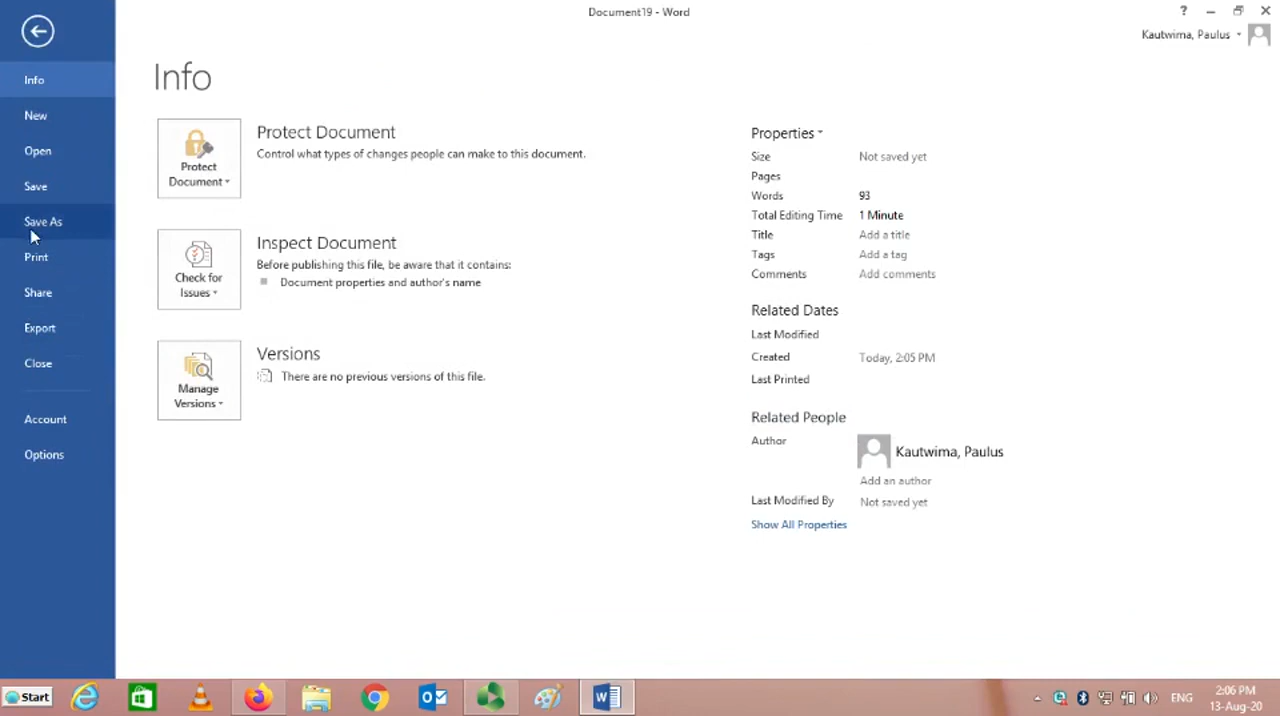 Document19 - Word
?
Kautwima, Paulus
Info
New
Open
Save
Save As
Print
Share
Export
Close
Account
Options
Info
Protect Document
Protect Document
Control what types of changes people can make to this document.
Check for Issues
Inspect Document
Before publishing this file, be aware that it contains:
Document properties and author's name
Manage Versions
Versions
There are no previous versions of this file.
Properties
Size Not saved yet
Pages
Words 93
Total Editing Time 1 Minute
Title Add a title
Tags Add a tag
Comments Add comments
Related Dates
Last Modified
Created Today, 2:05 PM
Last Printed
Related People
Author Kautwima, Paulus
Add an author
Last Modified By Not saved yet
Show All Properties
Start
ENG
2:06 PM
13-Aug-20